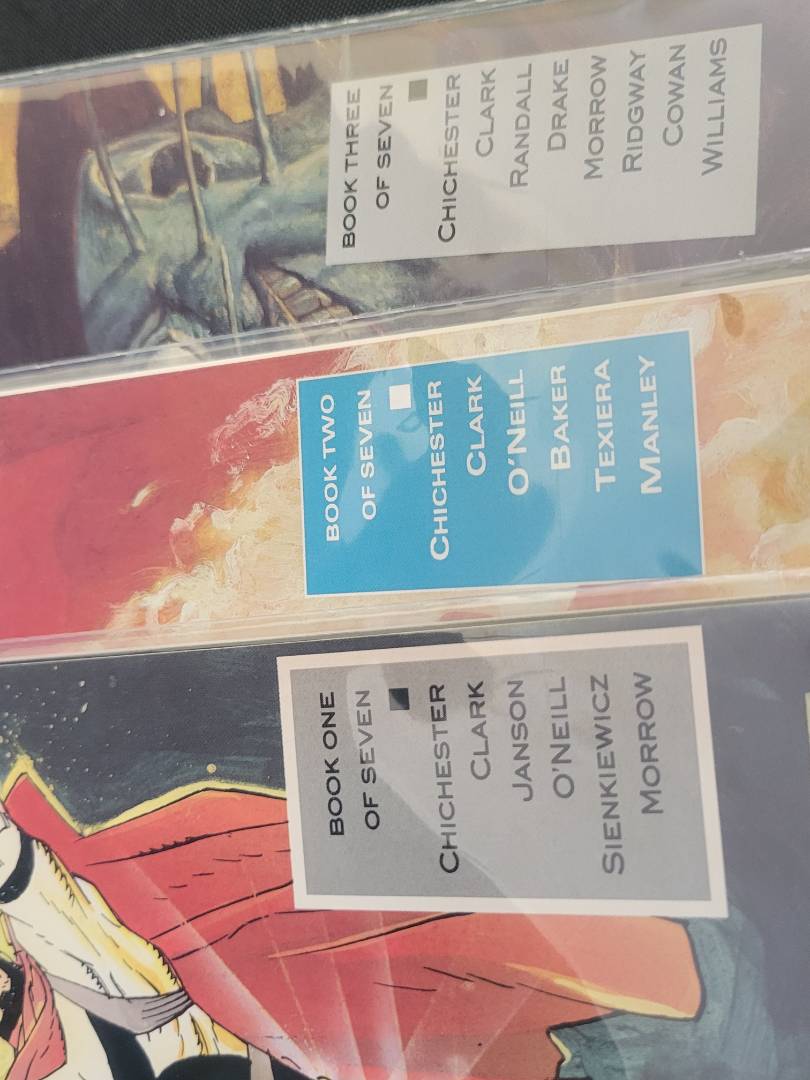 BOOK THREE
OF SEVEN
CHICHESTER
CLARK
RANDALL
DRAKE
MORROW
RIDGWAY
COWAN
WILLIAMS
BOOK TWO
OF SEVEN
CHICHESTER
CLARK
O'NEILL
BAKER
TEXIERA
MANLEY
BOOK ONE
OF SEVEN
CHICHESTER
CLARK
JANSON
O'NEILL
SIENKIEWICZ
MORROW